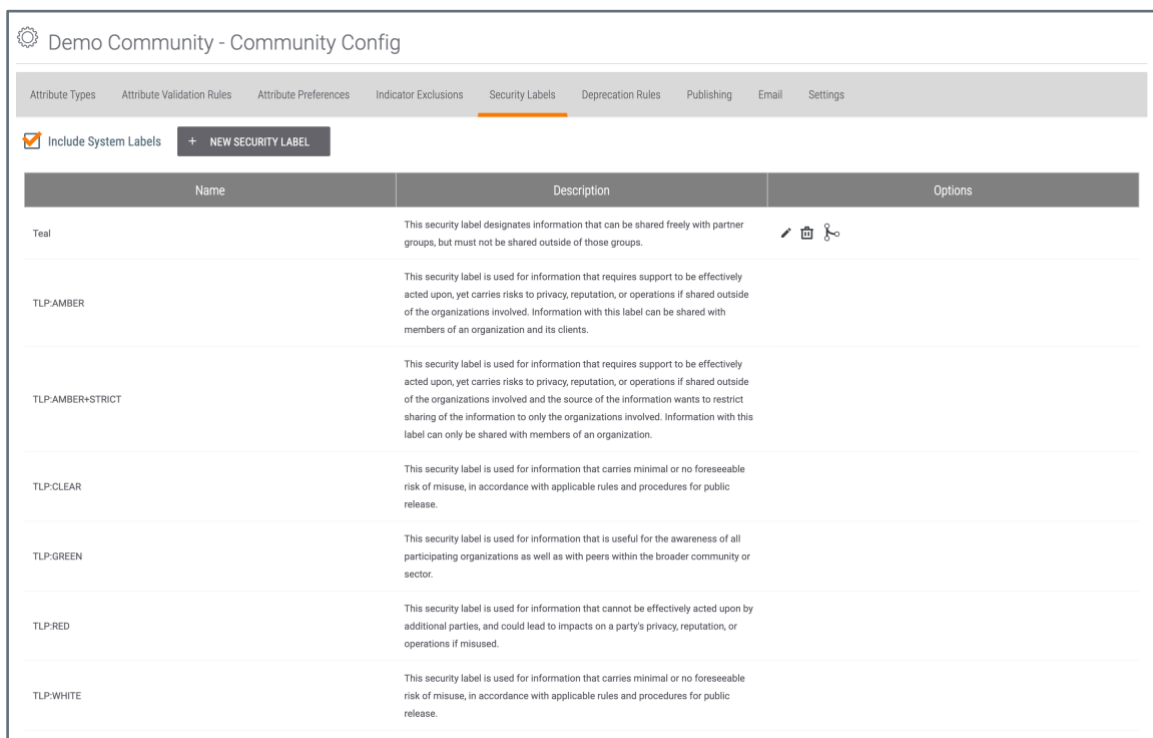 Demo Community - Community Config
Attribute Types Attribute Validation Rules Attribute Preferences Indicator Exclusions Security Labels Deprecation Rules Publishing Email Settings
Include System Labels + NEW SECURITY LABEL
Name Description Options
Teal
This security label designates information that can be shared freely with partner
groups, but must not be shared outside of those groups.
TLP:AMBER
This security label is used for information that requires support to be effectively
acted upon, yet carries risks to privacy, reputation, or operations if shared outside
of the organizations involved. Information with this label can be shared with
members of an organization and its clients.
TLP:AMBER+STRICT
This security label is used for information that requires support to be effectively
acted upon, yet carries risks to privacy, reputation, or operations if shared outside
of the organizations involved and the source of the information wants to restrict
sharing of the information to only the organizations involved. Information with this
label can only be shared with members of an organization.
TLP:CLEAR
This security label is used for information that carries minimal or no foreseeable
risk of misuse, in accordance with applicable rules and procedures for public
release.
TLP:GREEN
This security label is used for information that is useful for the awareness of all
participating organizations as well as with peers within the broader community or
sector.
TLP:RED
This security label is used for information that cannot be effectively acted upon by
additional parties, and could lead to impacts on a party's privacy, reputation, or
operations if misused.
TLP:WHITE
This security label is used for information that carries minimal or no foreseeable
risk of misuse, in accordance with applicable rules and procedures for public
release.